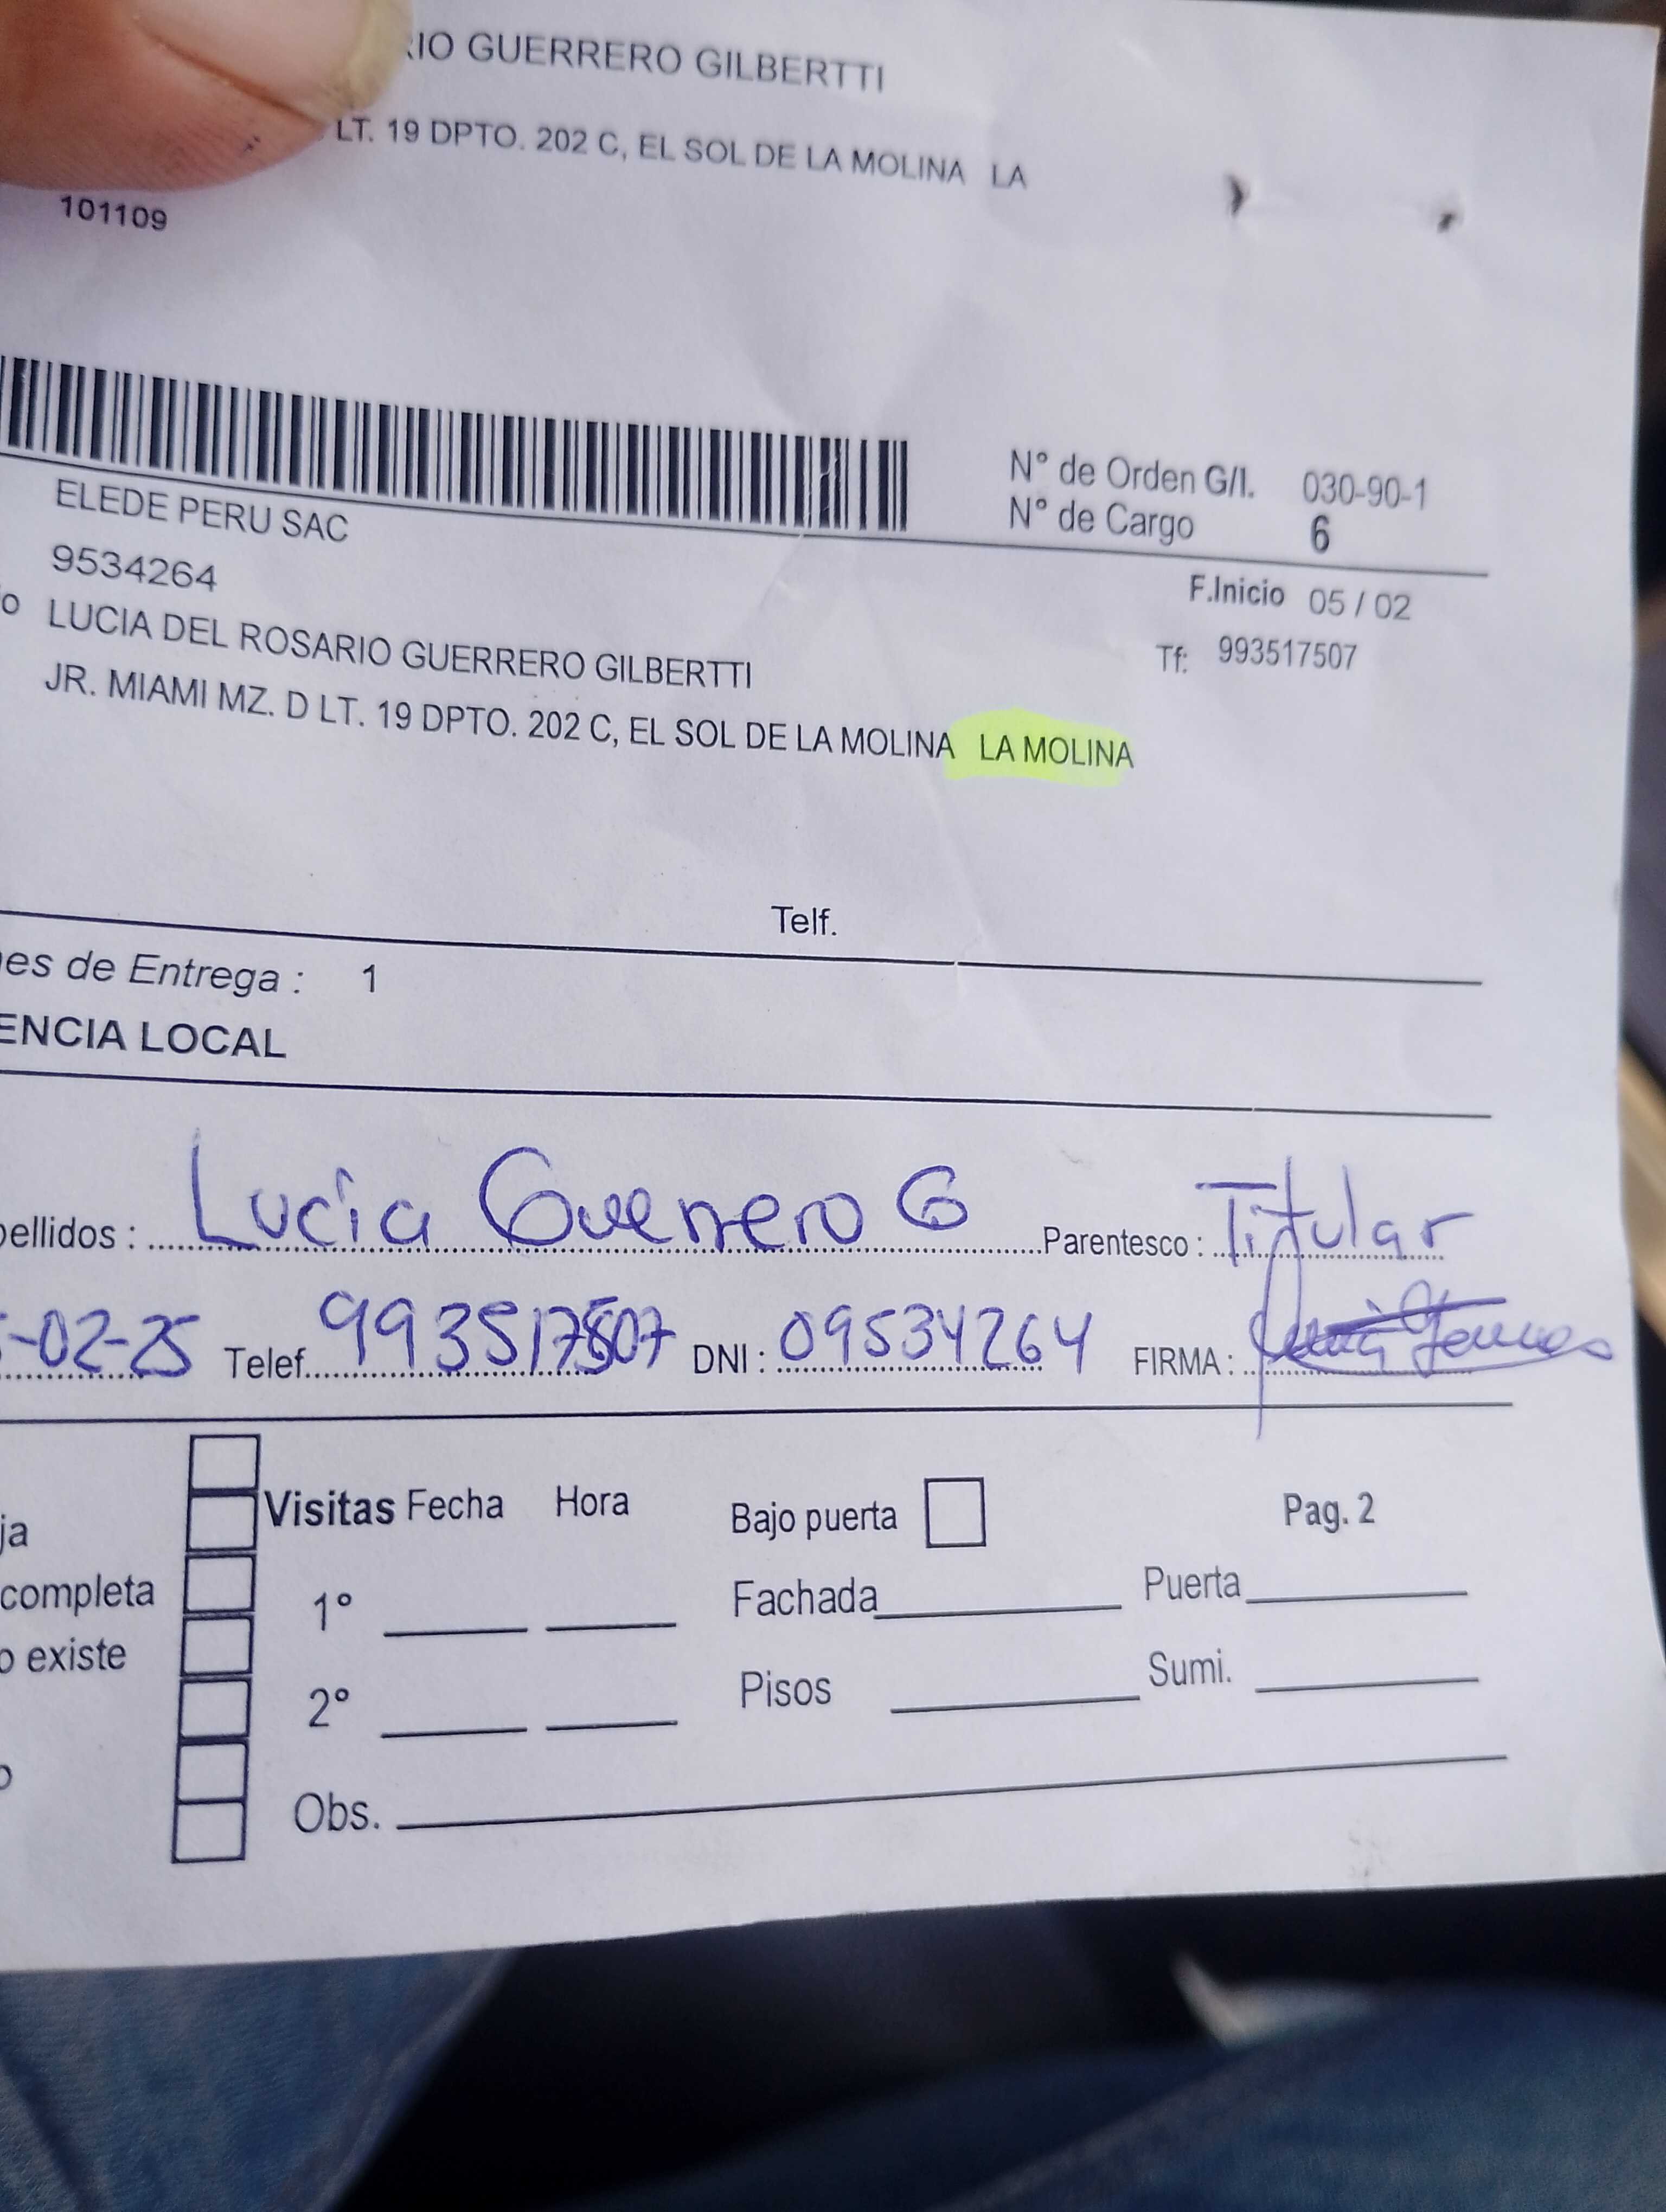 RIO GUERRERO GILBERTTI
LT. 19 DPTO. 202 C, EL SOL DE LA MOLINA LA
101109
N° de Orden G/I. 030-90-1
N° de Cargo 6
ELEDE PERU SAC
9534264
F.Inicio 05 / 02
o LUCIA DEL ROSARIO GUERRERO GILBERTTI
Tf: 993517507
JR. MIAMI MZ. D LT. 19 DPTO. 202 C, EL SOL DE LA MOLINA LA MOLINA
Telf.
nes de Entrega : 1
ENCIA LOCAL
pellidos : Lucia Guerrero G Parentesco : Titular
-02-25 Telef. 993517507 DNI : 09534264 FIRMA :
Visitas Fecha Hora Bajo puerta Pag. 2
ja
completa 1° Fachada Puerta
o existe
2° Pisos Sumi.
o
Obs.